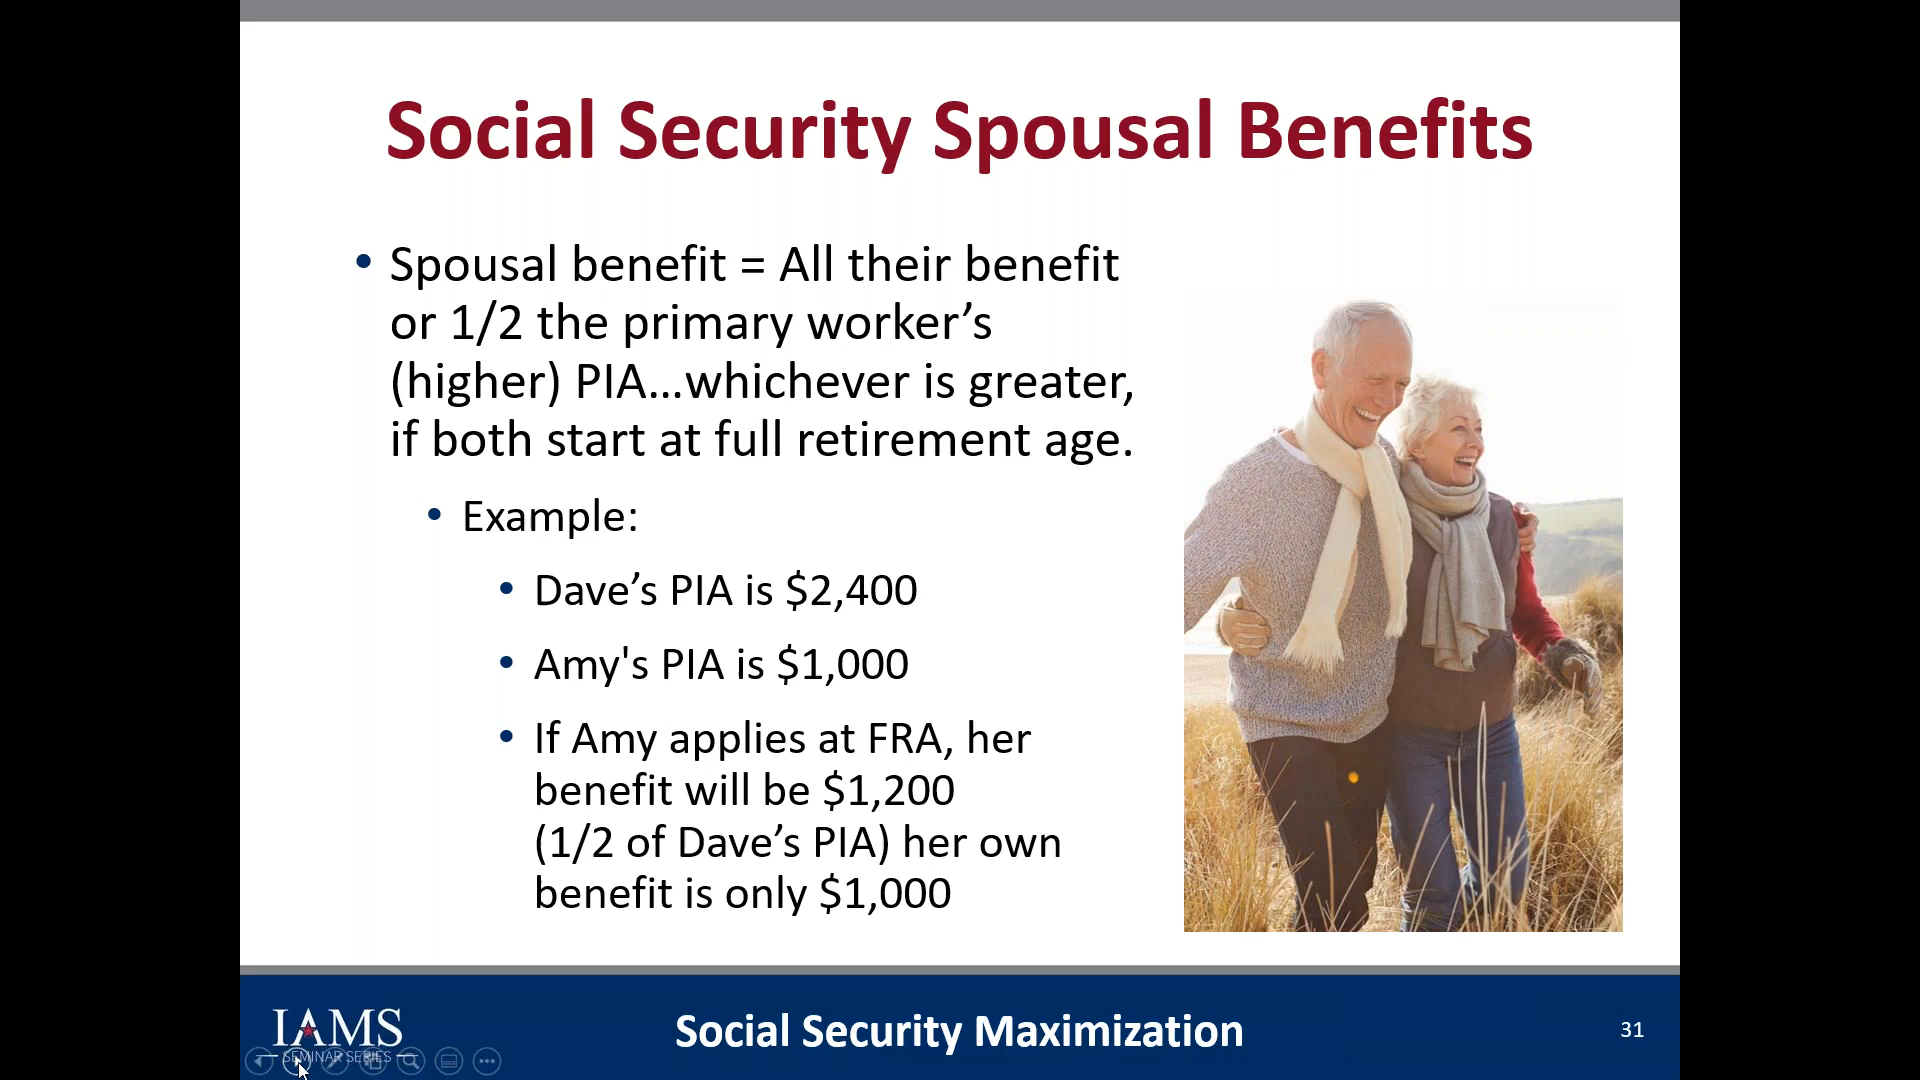 Social Security Spousal Benefits
• Spousal benefit = All their benefit
or 1/2 the primary worker’s
(higher) PIA…whichever is greater,
if both start at full retirement age.
• Example:
• Dave’s PIA is $2,400
• Amy's PIA is $1,000
• If Amy applies at FRA, her
benefit will be $1,200
(1/2 of Dave’s PIA) her own
benefit is only $1,000
IAMS
SEMINAR SERIES
Social Security Maximization
31